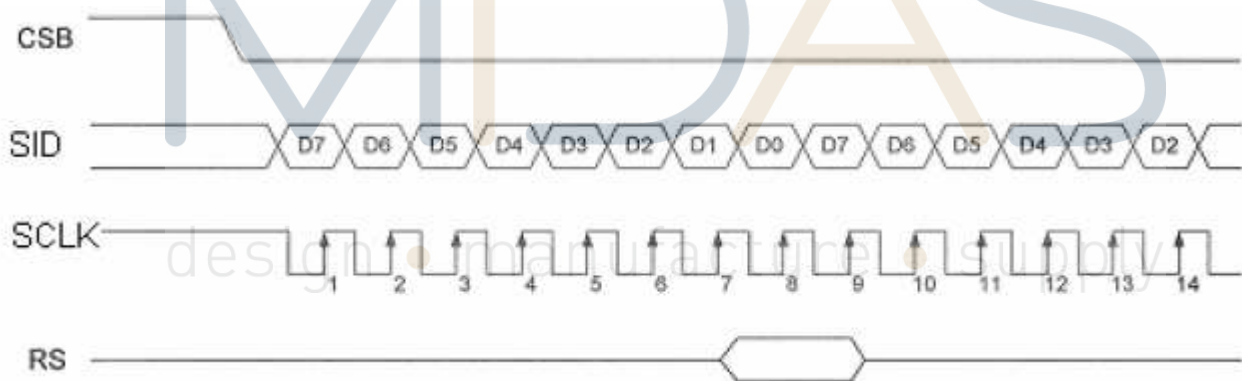 MIDAS
CSB
SID D7 D6 D5 D4 D3 D2 D1 D0 D7 D6 D5 D4 D3 D2
SCLK
design • manufacture • supply
1 2 3 4 5 6 7 8 9 10 11 12 13 14
RS